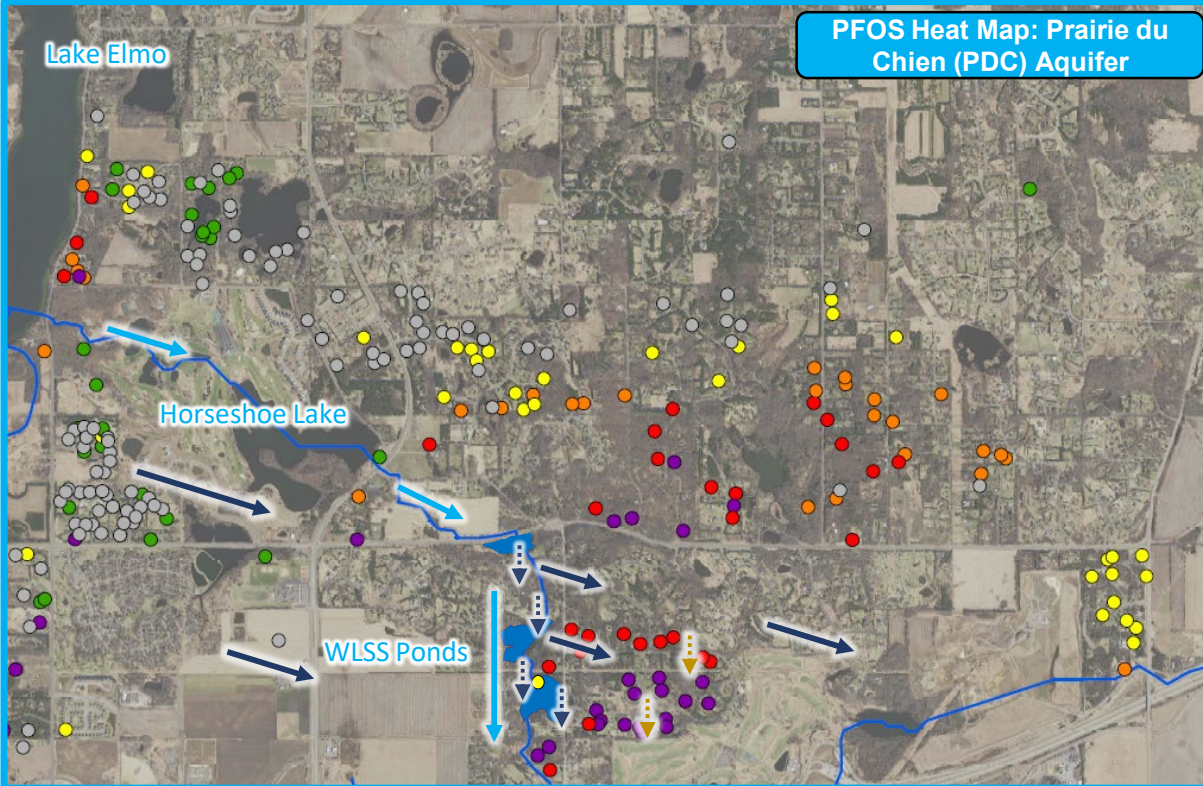 PFOS Heat Map: Prairie du
Chien (PDC) Aquifer
Lake Elmo
Horseshoe Lake
WLSS Ponds